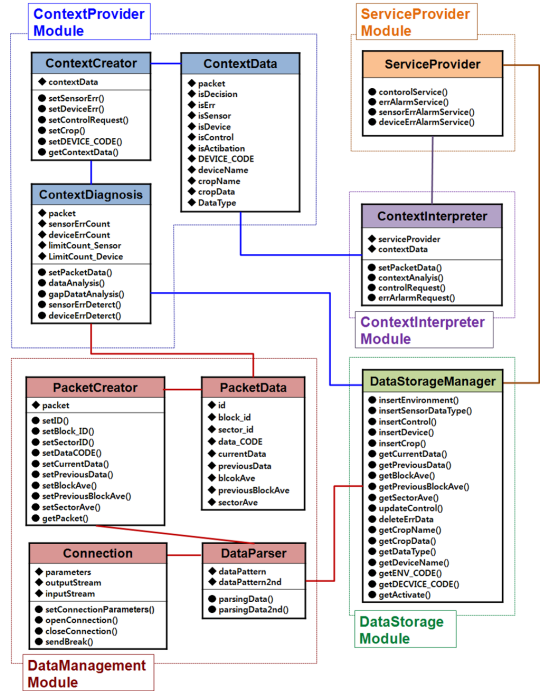 ContextProvider
Module
ContextCreator
contextData
setSensorErr()
setDeviceErr()
setControlRequest()
setCrop()
setDEVICE_CODE()
getContextData()
ContextData
packet
isDecision
isErr
isSensor
isDevice
isControl
isActibation
DEVICE_CODE
deviceName
cropName
cropData
DataType
ContextDiagnosis
packet
sensorErrCount
deviceErrCount
limitCount_Sensor
LimitCount_Device
setPacketData()
dataAnalysis()
gapDatatAnalysis()
sensorErrDeterct()
deviceErrDeterct()
ServiceProvider
Module
ServiceProvider
contorolService()
errAlarmService()
sensorErrAlarmService()
deviceErrAlarmService()
ContextInterpreter
serviceProvider
contextData
setPacketData()
contextAnalyis()
controlRequest()
errArlarmRequest()
ContextInterpreter
Module
PacketCreator
packet
setID()
setBlock_ID()
setSectorID()
setDataCODE()
setCurrentData()
setPreviousData()
setBlockAve()
setPreviousBlockAve()
setSectorAve()
getPacket()
PacketData
id
block_id
sector_id
data_CODE
currentData
previousData
blcokAve
previousBlockAve
sectorAve
Connection
parameters
outputStream
inputStream
setConnectionParameters()
openConnection()
closeConnection()
sendBreak()
DataParser
dataPattern
dataPattern2nd
parsingData()
parsingData2nd()
DataManagement
Module
DataStorageManager
insertEnvironment()
insertSensorDataType()
insertControl()
insertDevice()
insertCrop()
getCurrentData()
getPreviousData()
getBlockAve()
getPreviousBlockAve()
getSectorAve()
updateControl()
deleteErrData
getCropName()
getCropData()
getDataType()
getDeviceName()
getENV_CODE()
getDECVICE_CODE()
getActivate()
DataStorage
Module